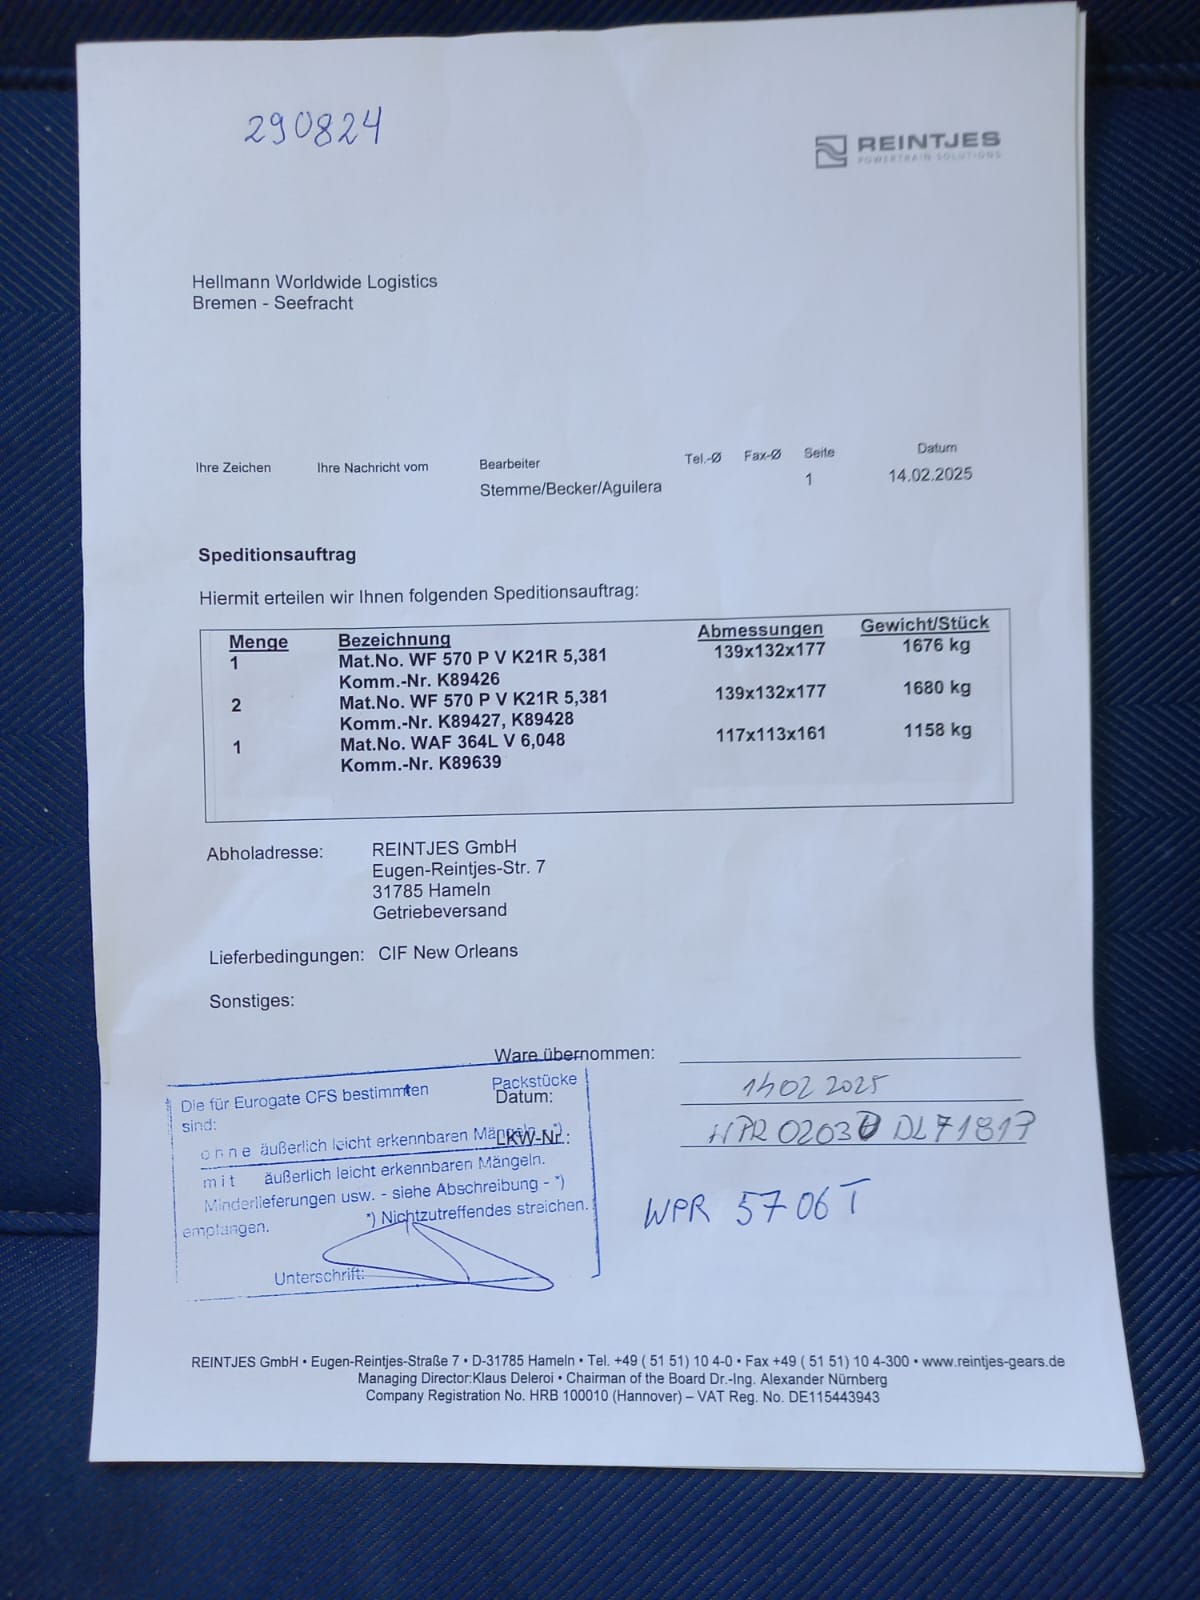 290824
REINTJES
POWERTRAIN SOLUTIONS
Hellmann Worldwide Logistics
Bremen - Seefracht
Ihre Zeichen Ihre Nachricht vom Bearbeiter Tel.-Ø Fax-Ø Seite Datum
Stemme/Becker/Aguilera 1 14.02.2025
Speditionsauftrag
Hiermit erteilen wir Ihnen folgenden Speditionsauftrag:
Menge Bezeichnung Abmessungen Gewicht/Stück
1 Mat.No. WF 570 P V K21R 5,381 139x132x177 1676 kg
Komm.-Nr. K89426
2 Mat.No. WF 570 P V K21R 5,381 139x132x177 1680 kg
Komm.-Nr. K89427, K89428
1 Mat.No. WAF 364L V 6,048 117x113x161 1158 kg
Komm.-Nr. K89639
Abholadresse: REINTJES GmbH
Eugen-Reintjes-Str. 7
31785 Hameln
Getriebeversand
Lieferbedingungen: CIF New Orleans
Sonstiges:
Ware übernommen:
Datum: 14 02 2025
LKW-Nr.: WPR 0203 DL71817
WPR 5706T
Die für Eurogate CFS bestimmten Packstücke
sind:
ohne äußerlich leicht erkennbaren Mängeln *)
mit äußerlich leicht erkennbaren Mängeln.
Minderlieferungen usw. - siehe Abschreibung - *)
empfangen. *) Nichtzutreffendes streichen.
Unterschrift:
REINTJES GmbH • Eugen-Reintjes-Straße 7 • D-31785 Hameln • Tel. +49 ( 51 51) 10 4-0 • Fax +49 ( 51 51) 10 4-300 • www.reintjes-gears.de
Managing Director:Klaus Deleroi • Chairman of the Board Dr.-Ing. Alexander Nürnberg
Company Registration No. HRB 100010 (Hannover) – VAT Reg. No. DE115443943